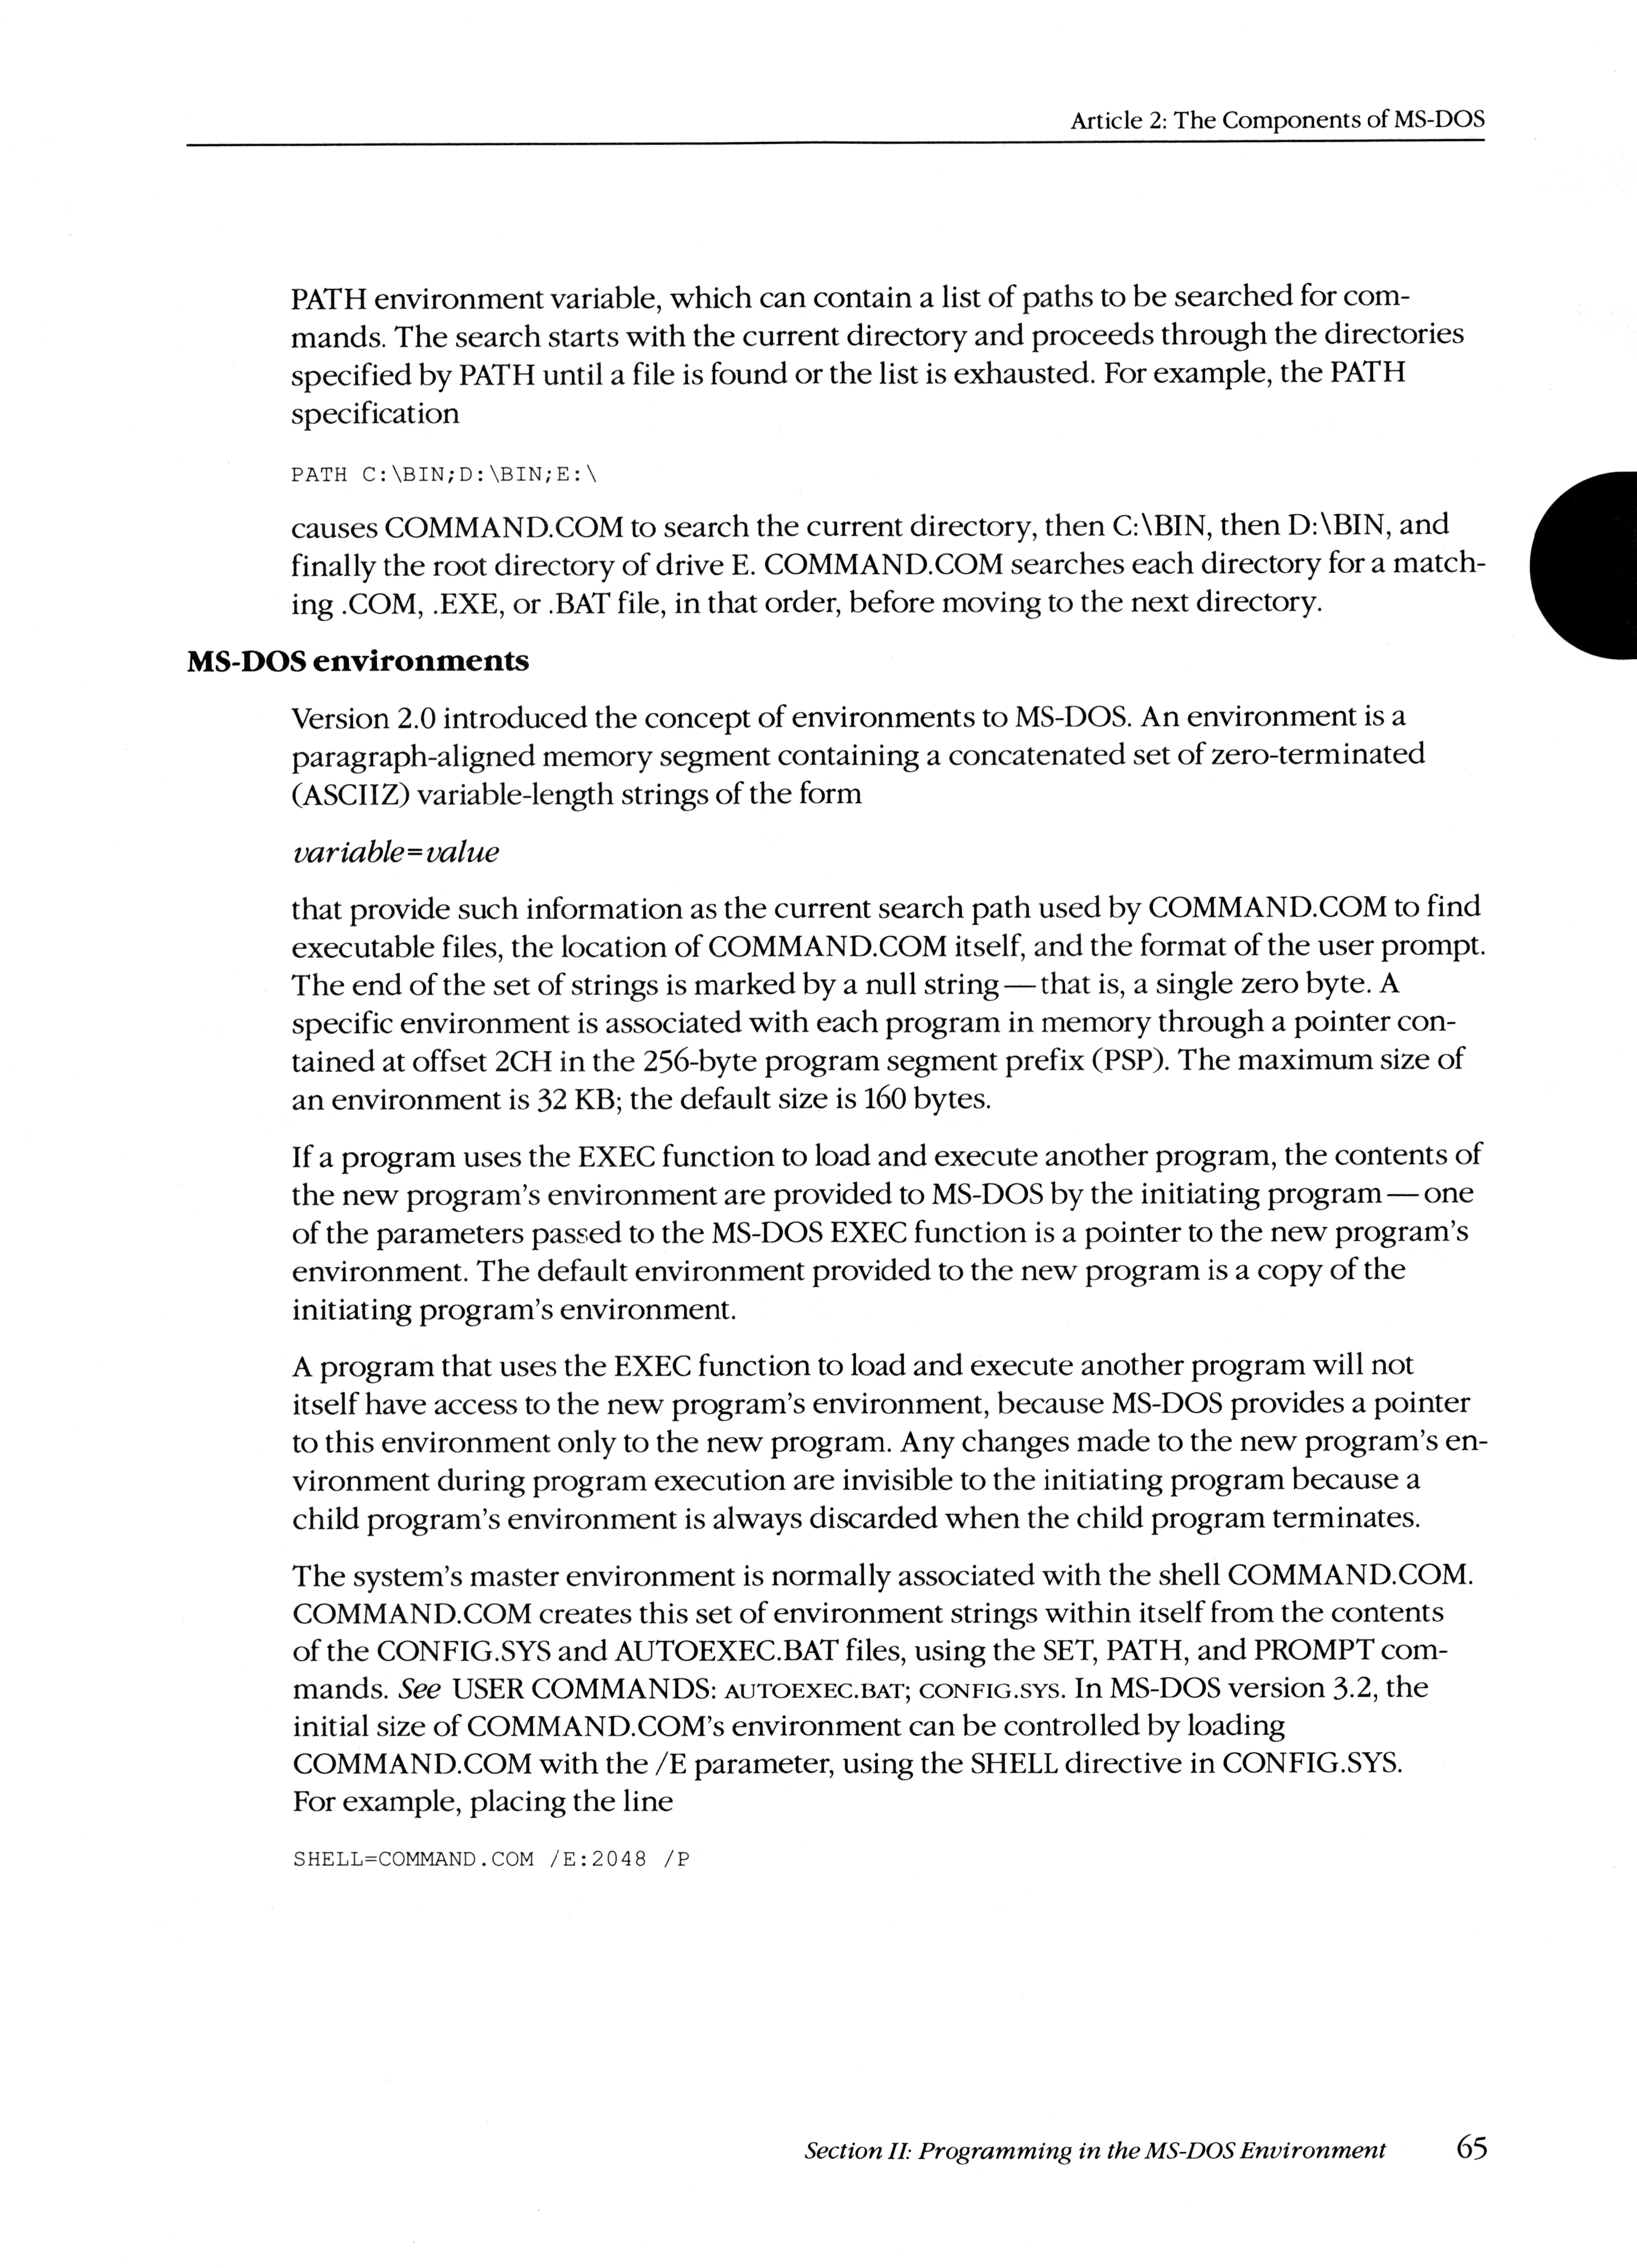 Article 2: The Components of MS-DOS
PATH environment variable, which can contain a list of paths to be searched for com-
mands. The search starts with the current directory and proceeds through the directories
specified by PATH until a file is found or the list is exhausted. For example, the PATH
specification
PATH C:\BIN;D:\BIN;E:\
causes COMMAND.COM to search the current directory, then C:\BIN, then D:\BIN, and
finally the root directory of drive E. COMMAND.COM searches each directory for a match-
ing .COM, .EXE, or .BAT file, in that order, before moving to the next directory.
MS-DOS environments
Version 2.0 introduced the concept of environments to MS-DOS. An environment is a
paragraph-aligned memory segment containing a concatenated set of zero-terminated
(ASCIIZ) variable-length strings of the form
variable=value
that provide such information as the current search path used by COMMAND.COM to find
executable files, the location of COMMAND.COM itself, and the format of the user prompt.
The end of the set of strings is marked by a null string — that is, a single zero byte. A
specific environment is associated with each program in memory through a pointer con-
tained at offset 2CH in the 256-byte program segment prefix (PSP). The maximum size of
an environment is 32 KB; the default size is 160 bytes.
If a program uses the EXEC function to load and execute another program, the contents of
the new program's environment are provided to MS-DOS by the initiating program — one
of the parameters passed to the MS-DOS EXEC function is a pointer to the new program's
environment. The default environment provided to the new program is a copy of the
initiating program's environment.
A program that uses the EXEC function to load and execute another program will not
itself have access to the new program's environment, because MS-DOS provides a pointer
to this environment only to the new program. Any changes made to the new program's en-
vironment during program execution are invisible to the initiating program because a
child program's environment is always discarded when the child program terminates.
The system's master environment is normally associated with the shell COMMAND.COM.
COMMAND.COM creates this set of environment strings within itself from the contents
of the CONFIG.SYS and AUTOEXEC.BAT files, using the SET, PATH, and PROMPT com-
mands. See USER COMMANDS: AUTOEXEC.BAT; CONFIG.SYS. In MS-DOS version 3.2, the
initial size of COMMAND.COM's environment can be controlled by loading
COMMAND.COM with the /E parameter, using the SHELL directive in CONFIG.SYS.
For example, placing the line
SHELL=COMMAND.COM /E:2048 /P
Section II: Programming in the MS-DOS Environment 65